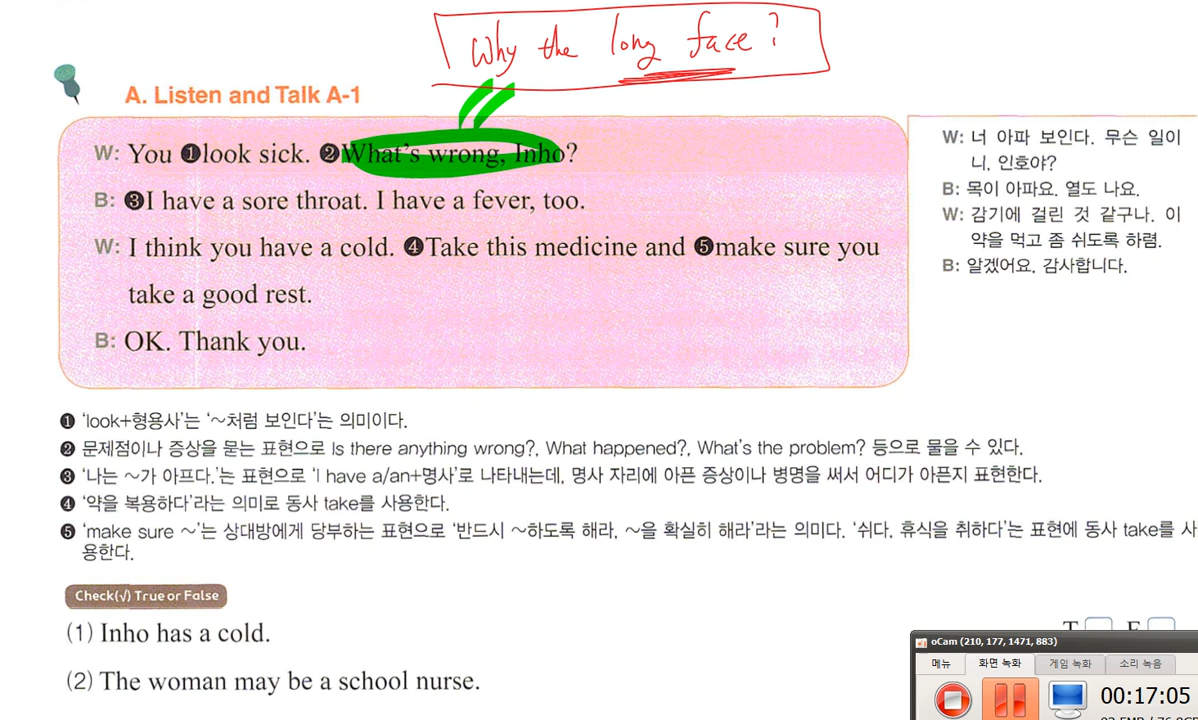 Why the long face?
A. Listen and Talk A-1
W: You ❶look sick. ❷What's wrong, Inho?
B: ❸I have a sore throat. I have a fever, too.
W: I think you have a cold. ❹Take this medicine and ❺make sure you
take a good rest.
B: OK. Thank you.
W: 너 아파 보인다. 무슨 일이
니, 인호야?
B: 목이 아파요. 열도 나요.
W: 감기에 걸린 것 같구나. 이
약을 먹고 좀 쉬도록 하렴.
B: 알겠어요. 감사합니다.
❶ 'look+형용사'는 '～처럼 보인다'는 의미이다.
❷ 문제점이나 증상을 묻는 표현으로 Is there anything wrong?, What happened?, What's the problem? 등으로 물을 수 있다.
❸ '나는 ～가 아프다.'는 표현으로 'I have a/an+명사'로 나타내는데, 명사 자리에 아픈 증상이나 병명을 써서 어디가 아픈지 표현한다.
❹ '약을 복용하다'라는 의미로 동사 take를 사용한다.
❺ 'make sure ～'는 상대방에게 당부하는 표현으로 '반드시 ～하도록 해라, ～을 확실히 해라'라는 의미다. '쉬다, 휴식을 취하다'는 표현에 동사 take를 사
용한다.
Check(√) True or False
(1) Inho has a cold.
(2) The woman may be a school nurse.
oCam (210, 177, 1471, 883)
메뉴 화면 녹화 게임 녹화 소리 녹음
00:17:05